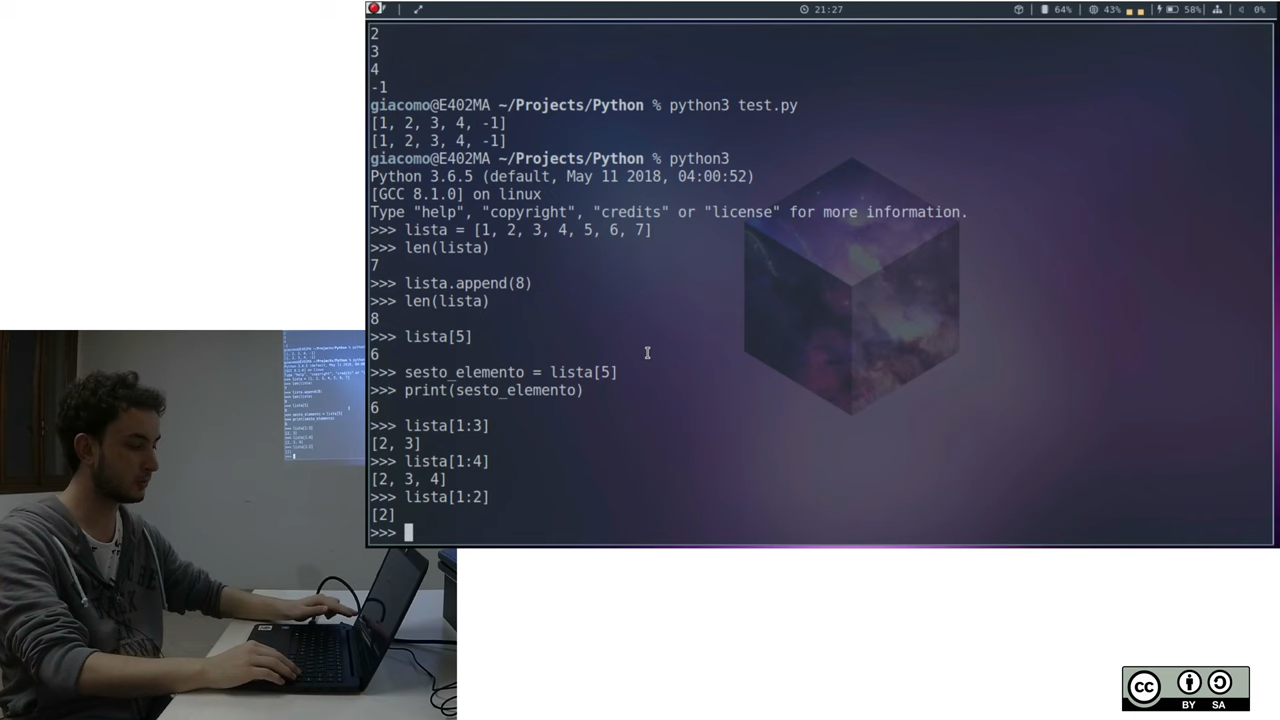 21:27
64%
43%
58%
0%
2
3
4
-1
giacomo@E402MA ~/Projects/Python % python3 test.py
[1, 2, 3, 4, -1]
[1, 2, 3, 4, -1]
giacomo@E402MA ~/Projects/Python % python3
Python 3.6.5 (default, May 11 2018, 04:00:52)
[GCC 8.1.0] on linux
Type "help", "copyright", "credits" or "license" for more information.
>>> lista = [1, 2, 3, 4, 5, 6, 7]
>>> len(lista)
7
>>> lista.append(8)
>>> len(lista)
8
>>> lista[5]
6
>>> sesto_elemento = lista[5]
>>> print(sesto_elemento)
6
>>> lista[1:3]
[2, 3]
>>> lista[1:4]
[2, 3, 4]
>>> lista[1:2]
[2]
>>>
cc
BY SA